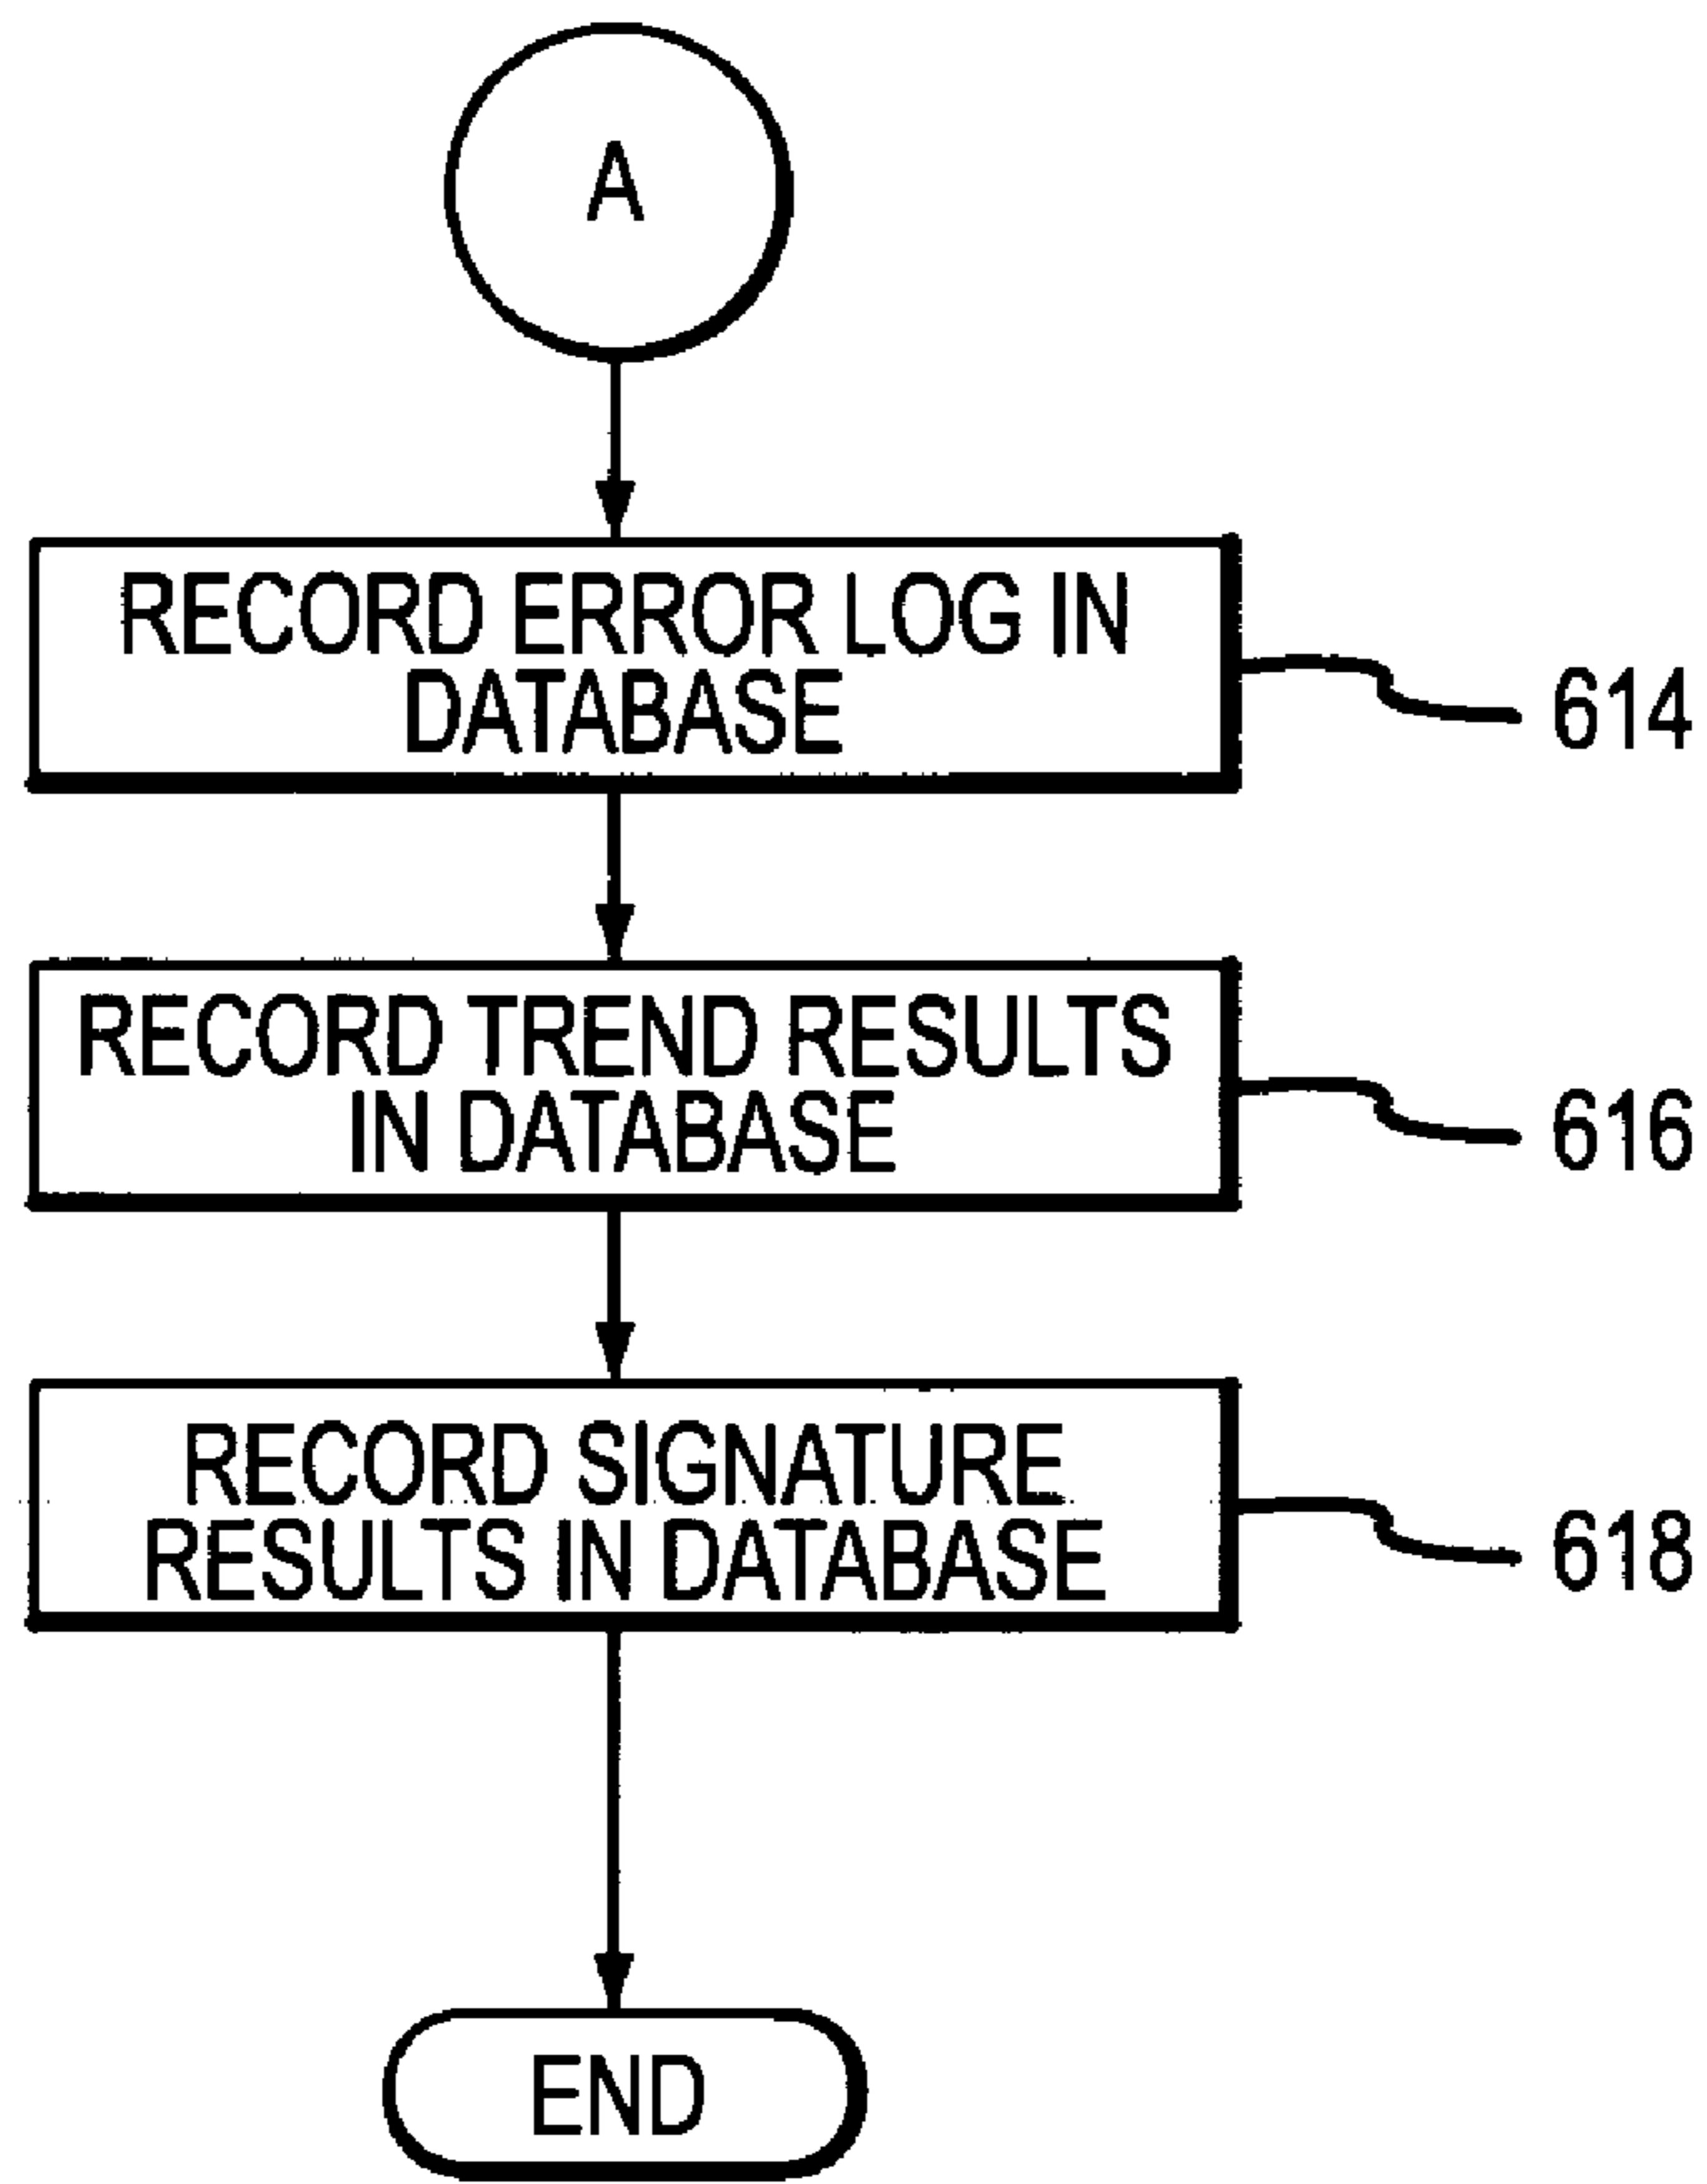 A
RECORD ERROR LOG IN
DATABASE
614
RECORD TREND RESULTS
IN DATABASE
616
RECORD SIGNATURE
RESULTS IN DATABASE
618
END